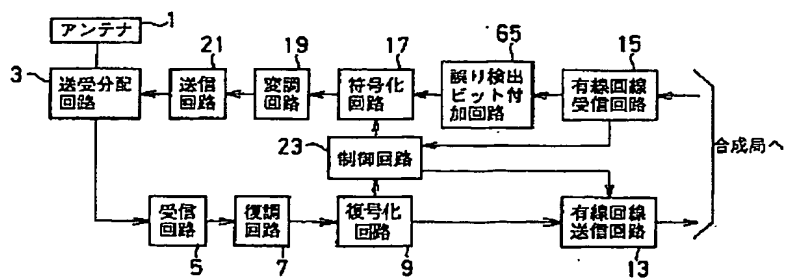 アンテナ
1
21
19
17
65
15
3
送受分配
回路
送信
回路
変調
回路
符号化
回路
誤り検出
ビット付
加回路
有線回線
受信回路
23
制御回路
合成局へ
受信
回路
復調
回路
復号化
回路
有線回線
送信回路
5
7
9
13